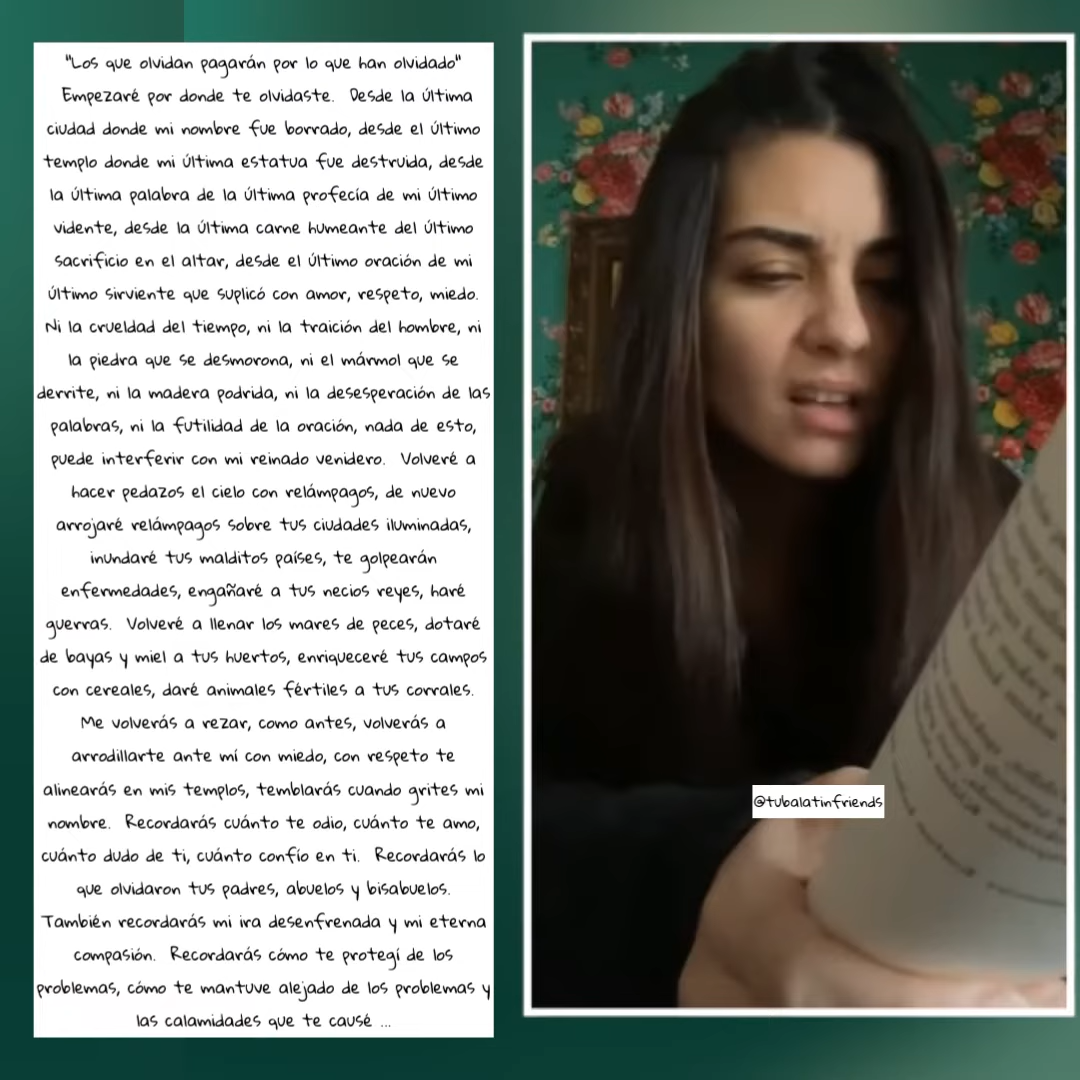 "Los que olvidan pagarán por lo que han olvidado"
Empezaré por donde te olvidaste. Desde la última
ciudad donde mi nombre fue borrado, desde el último
templo donde mi última estatua fue destruida, desde
la última palabra de la última profecía de mi último
vidente, desde la última carne humeante del último
sacrificio en el altar, desde el último oración de mi
último sirviente que suplicó con amor, respeto, miedo.
Ni la crueldad del tiempo, ni la traición del hombre, ni
la piedra que se desmorona, ni el mármol que se
derrite, ni la madera podrida, ni la desesperación de las
palabras, ni la futilidad de la oración, nada de esto,
puede interferir con mi reinado venidero. Volveré a
hacer pedazos el cielo con relámpagos, de nuevo
arrojaré relámpagos sobre tus ciudades iluminadas,
inundaré tus malditos países, te golpearán
enfermedades, engañaré a tus necios reyes, haré
guerras. Volveré a llenar los mares de peces, dotaré
de bayas y miel a tus huertos, enriqueceré tus campos
con cereales, daré animales fértiles a tus corrales.
Me volverás a rezar, como antes, volverás a
arrodillarte ante mí con miedo, con respeto te
alinearás en mis templos, temblarás cuando grites mi
nombre. Recordarás cuánto te odio, cuánto te amo,
cuánto dudo de ti, cuánto confío en ti. Recordarás lo
que olvidaron tus padres, abuelos y bisabuelos.
También recordarás mi ira desenfrenada y mi eterna
compasión. Recordarás cómo te protegí de los
problemas, cómo te mantuve alejado de los problemas y
las calamidades que te causé ...
@tubalatinfriends